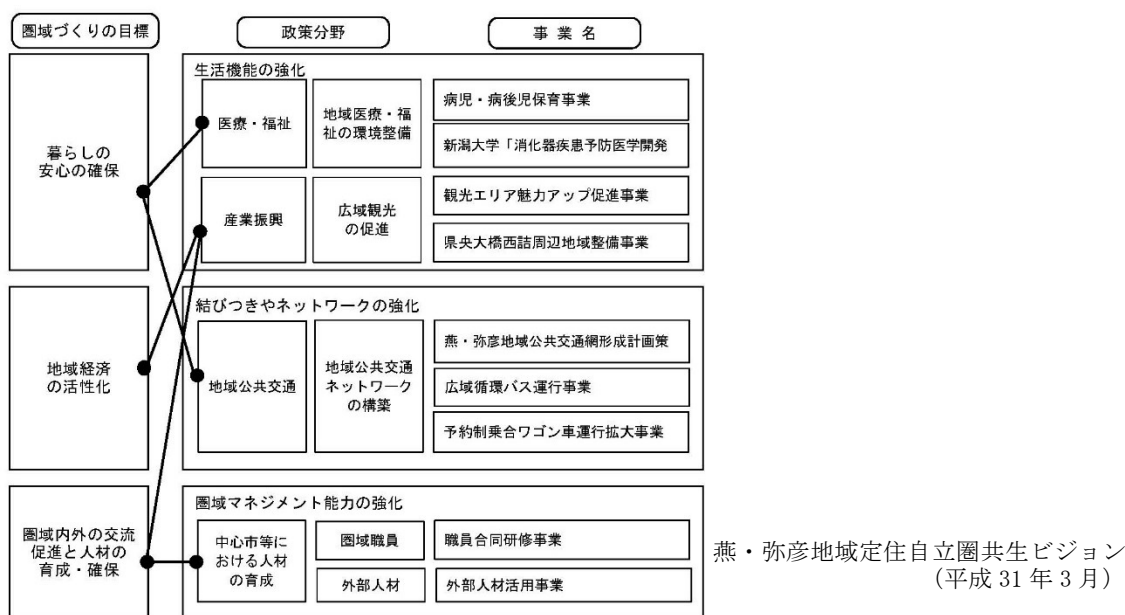 圏域づくりの目標
政策分野
事業名
暮らしの
安心の確保
地域経済
の活性化
圏域内外の交流
促進と人材の
育成・確保
生活機能の強化
医療・福祉
地域医療・福
祉の環境整備
病児・病後児保育事業
新潟大学「消化器疾患予防医学開発
産業振興
広域観光
の促進
観光エリア魅力アップ促進事業
県央大橋西詰周辺地域整備事業
結びつきやネットワークの強化
地域公共交通
地域公共交通
ネットワーク
の構築
燕・弥彦地域公共交通網形成計画策
広域循環バス運行事業
予約制乗合ワゴン車運行拡大事業
圏域マネジメント能力の強化
中心市等に
おける人材
の育成
圏域職員
職員合同研修事業
外部人材
外部人材活用事業
燕・弥彦地域定住自立圏共生ビジョン
(平成 31 年 3 月)